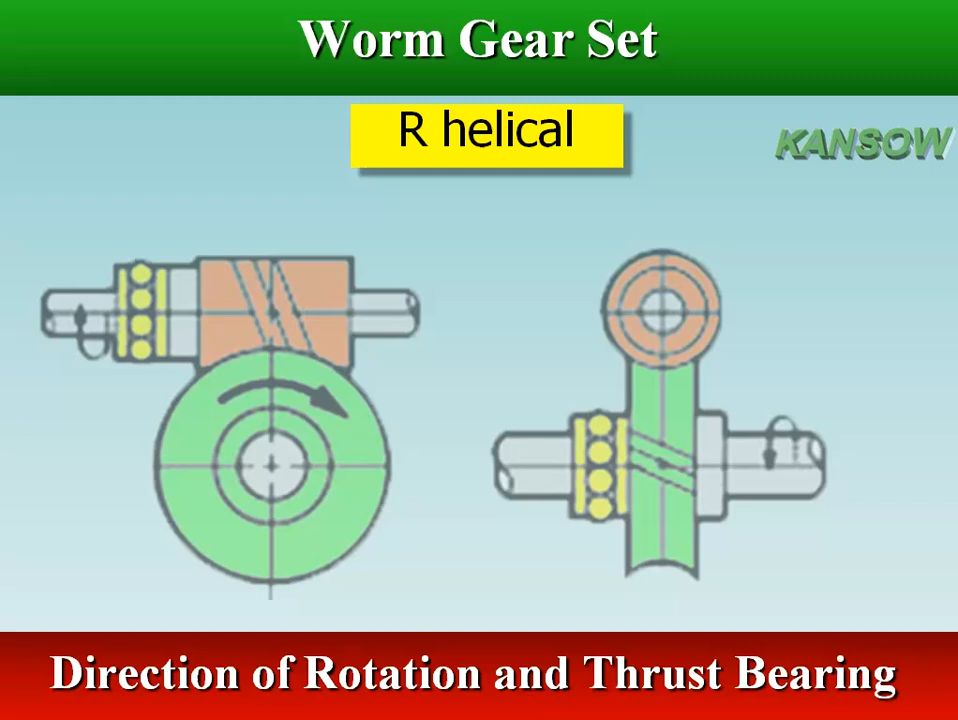 Worm Gear Set
R helical
KANSOW
Direction of Rotation and Thrust Bearing